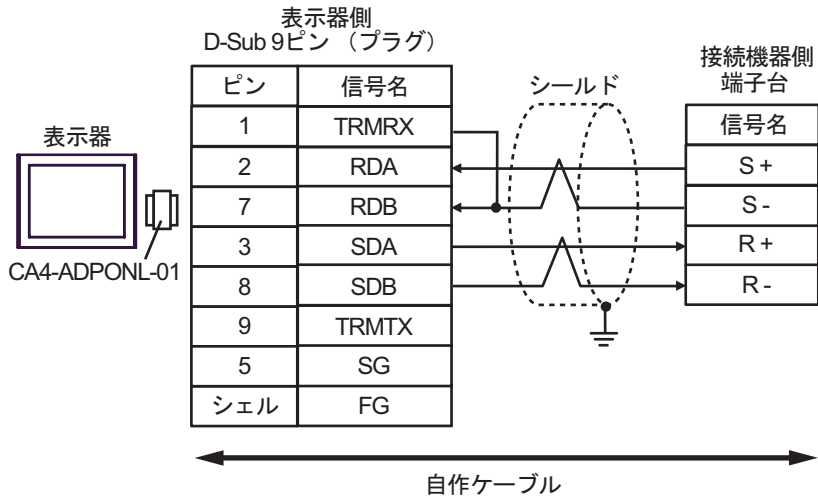 表示器側
D-Sub 9ピン （プラグ）
接続機器側
端子台
シールド
表示器
CA4-ADPONL-01
ピン 信号名
1 TRMRX
2 RDA
7 RDB
3 SDA
8 SDB
9 TRMTX
5 SG
シェル FG
信号名
S +
S -
R +
R -
自作ケーブル